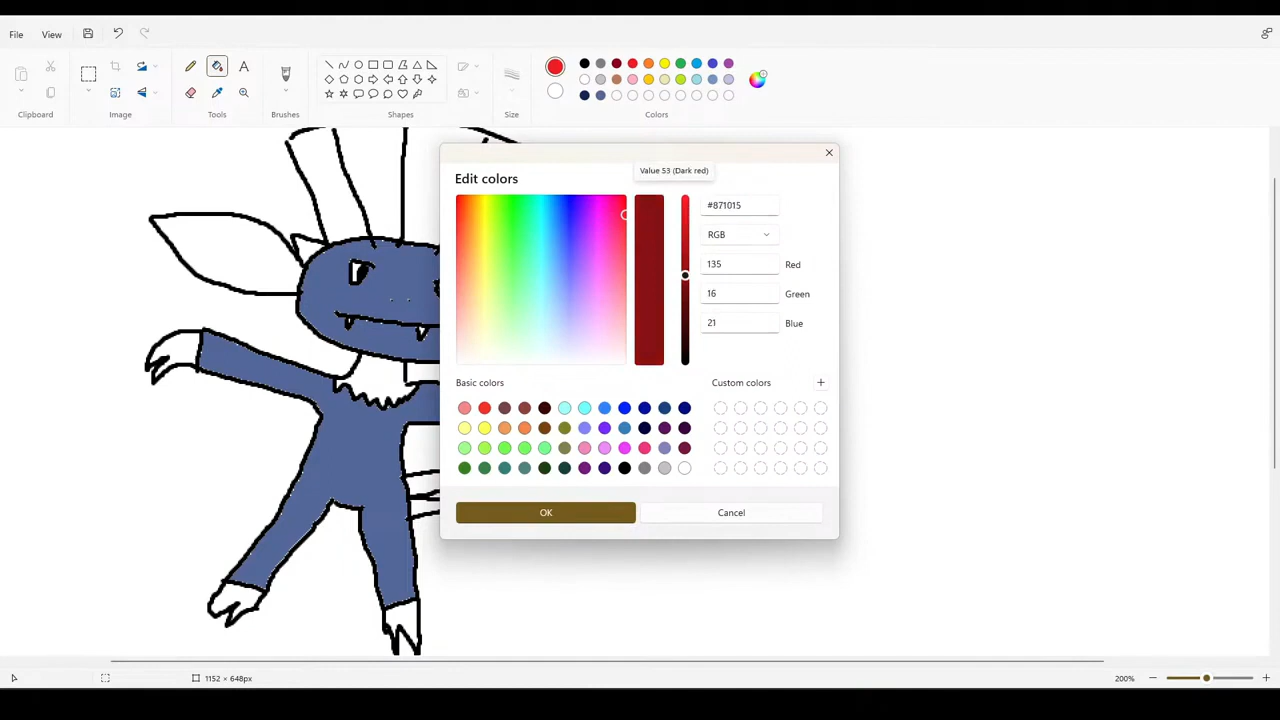 File
View
Clipboard
Image
Tools
Brushes
Shapes
Size
Colors
Value 53 (Dark red)
Edit colors
#871015
RGB
135 Red
16 Green
21 Blue
Basic colors
Custom colors
OK
Cancel
1152 × 648px
200%